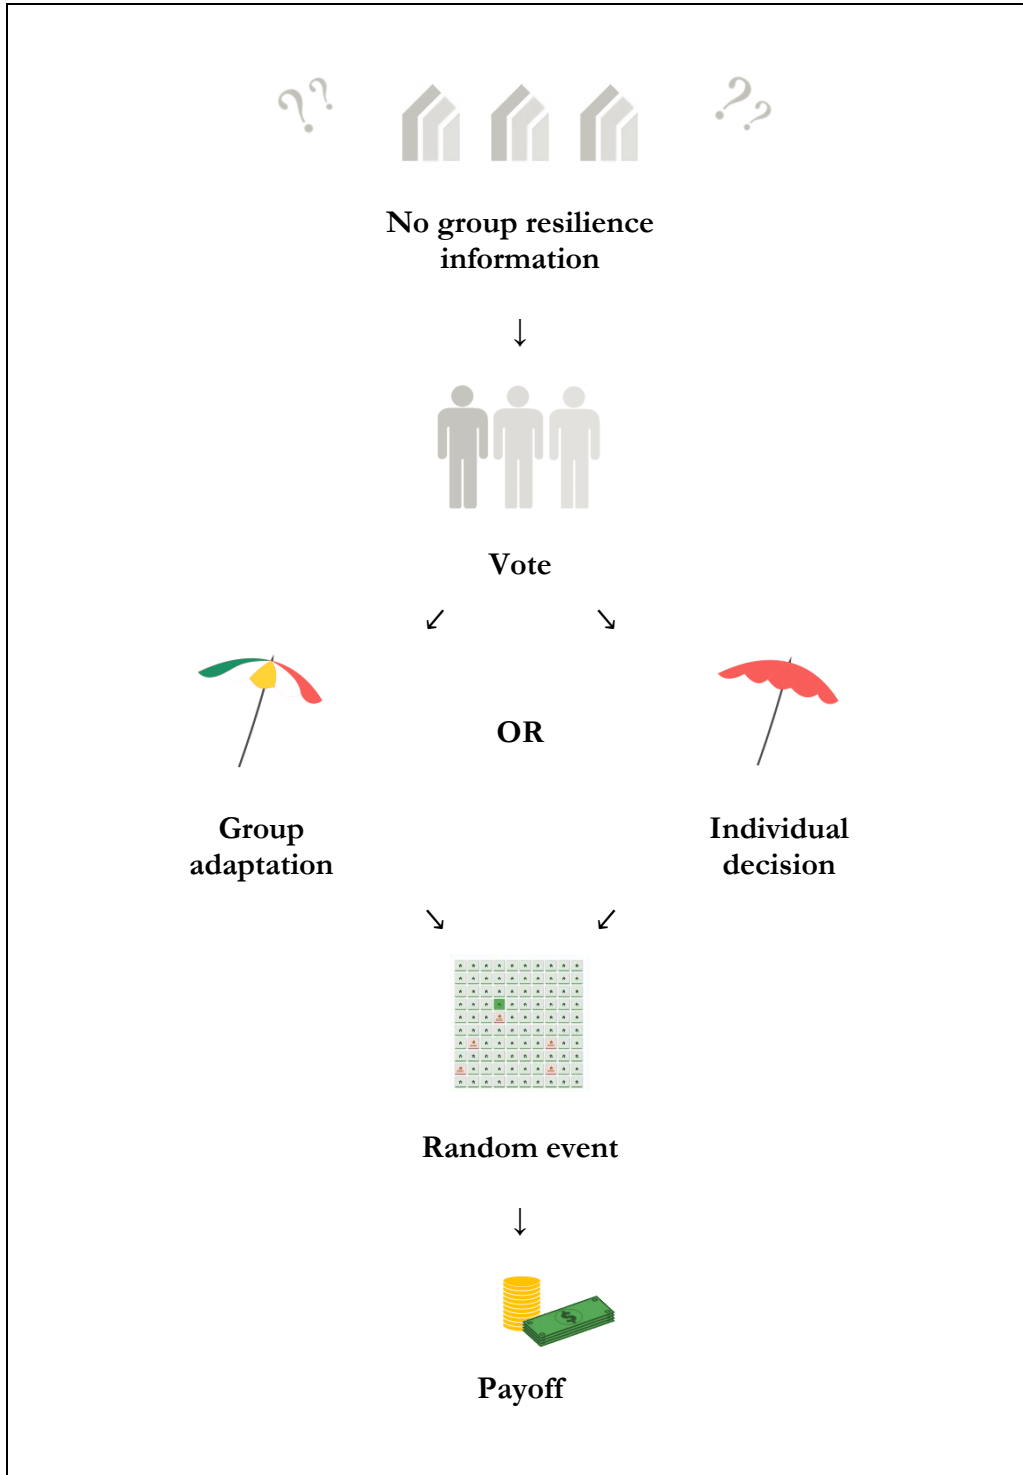 ? ?
? ?
No group resilience
information
↓
Vote
↙ ↘
OR
Group
adaptation
Individual
decision
↘ ↙
Random event
↓
$
Payoff